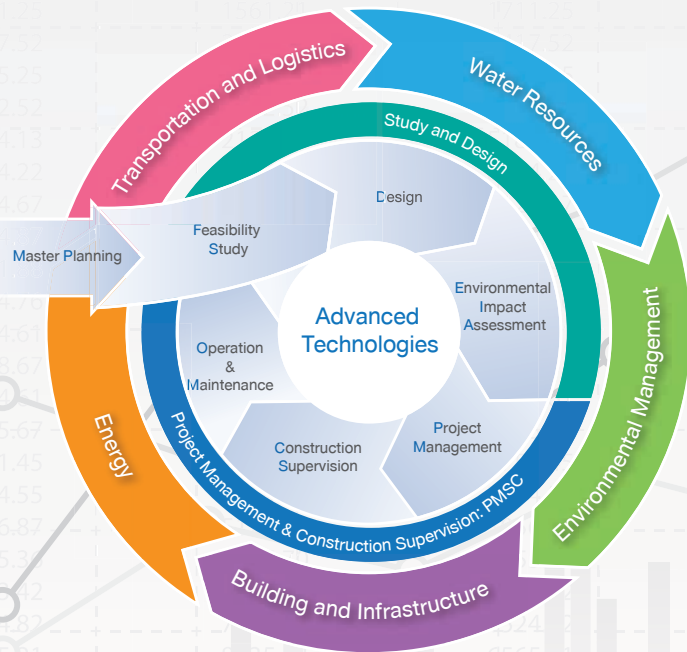 Transportation and Logistics
Water Resources
Study and Design
Design
Feasibility
Study
Master Planning
Environmental
Impact
Assessment
Advanced
Technologies
Operation
&
Maintenance
Project
Management
Construction
Supervision
Project Management & Construction Supervision: PMSC
Environmental Management
Energy
Building and Infrastructure